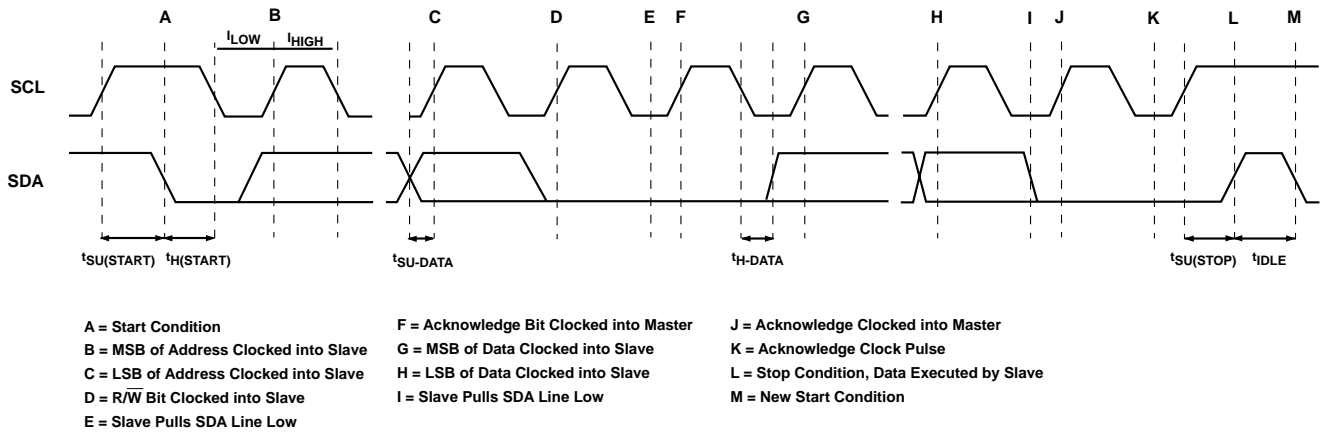 A B C D E F G H I J K L M
ILOW IHIGH
SCL
SDA
tSU(START) tH(START) tSU-DATA tH-DATA tSU(STOP) tIDLE
A = Start Condition
B = MSB of Address Clocked into Slave
C = LSB of Address Clocked into Slave
D = R/W̅ Bit Clocked into Slave
E = Slave Pulls SDA Line Low
F = Acknowledge Bit Clocked into Master
G = MSB of Data Clocked into Slave
H = LSB of Data Clocked into Slave
I = Slave Pulls SDA Line Low
J = Acknowledge Clocked into Master
K = Acknowledge Clock Pulse
L = Stop Condition, Data Executed by Slave
M = New Start Condition